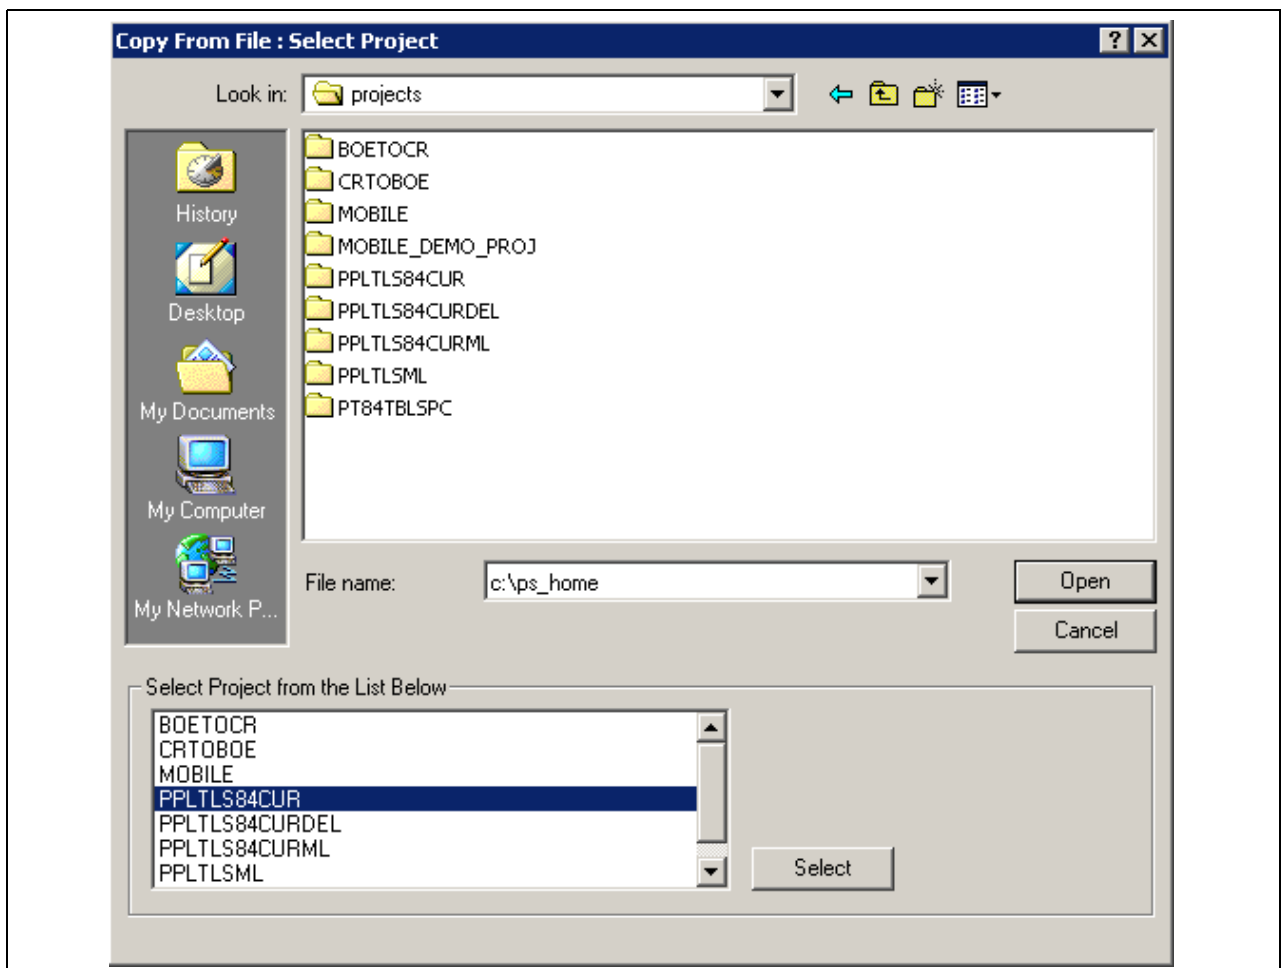 Copy From File : Select Project
Look in:
projects
History
Desktop
My Documents
My Computer
My Network P...
BOETOCR
CRTOBOE
MOBILE
MOBILE_DEMO_PROJ
PPLTLS84CUR
PPLTLS84CURDEL
PPLTLS84CURML
PPLTLSML
PT84TBLSPC
File name:
c:\ps_home
Open
Cancel
Select Project from the List Below
BOETOCR
CRTOBOE
MOBILE
PPLTLS84CUR
PPLTLS84CURDEL
PPLTLS84CURML
PPLTLSML
Select